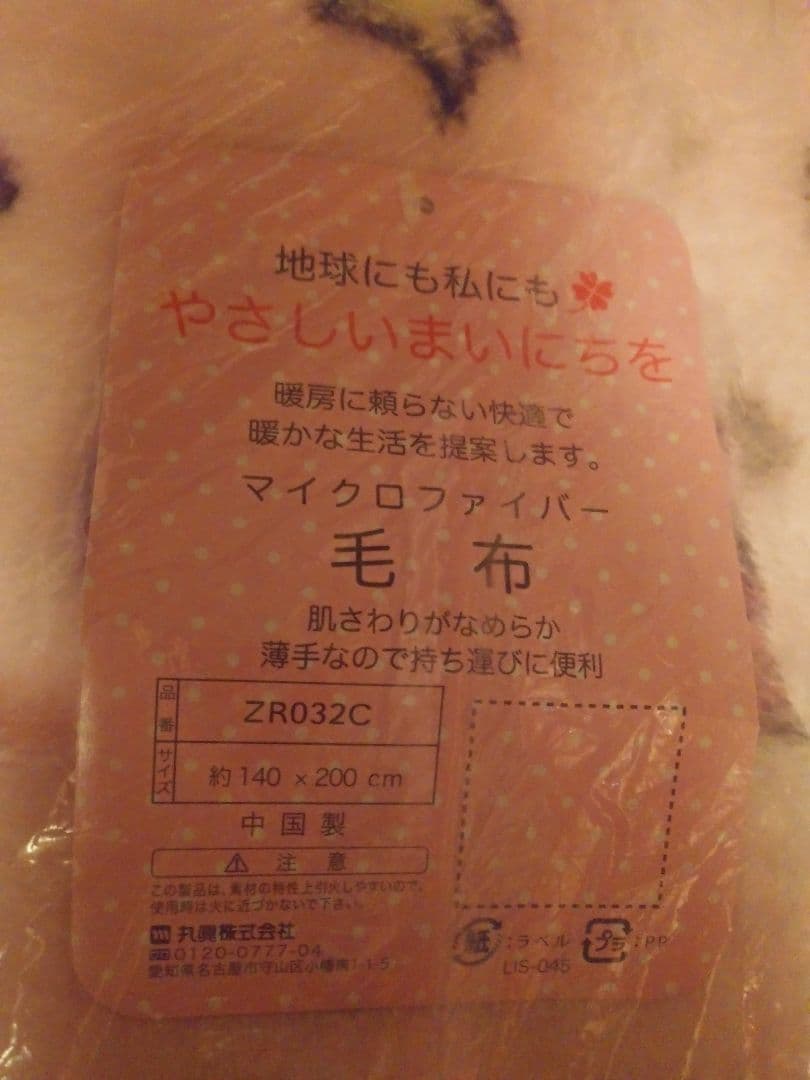 地球にも私にも
やさしいまいにちを
暖房に頼らない快適で
暖かな生活を提案します。
マイクロファイバー
毛 布
肌さわりがなめらか
薄手なので持ち運びに便利
品番 ZR032C
サイズ 約140×200 cm
中国製
⚠ 注 意
この製品は、素材の特性上引火しやすいので、
使用時は火に近づかないで下さい。
丸興株式会社
0120-0777-04
愛知県名古屋市守山区小幡南1-1-5
紙:ラベル プラ:PP
LIS-045